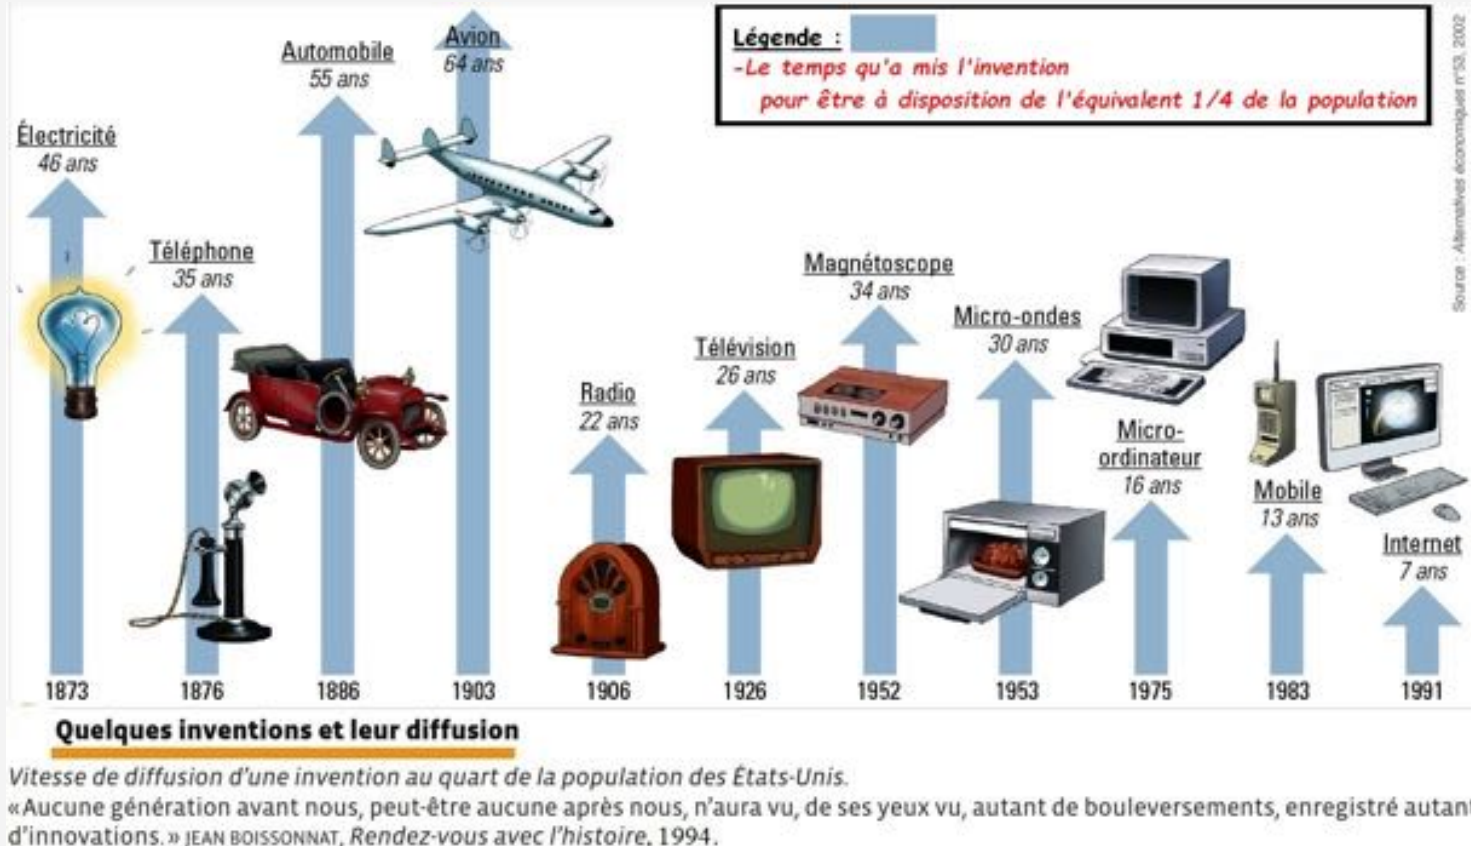 Légende :
-Le temps qu'a mis l'invention
pour être à disposition de l'équivalent 1/4 de la population
Source : Alternatives économiques n°53, 2002
Électricité
46 ans
Téléphone
35 ans
Automobile
55 ans
Avion
64 ans
Radio
22 ans
Télévision
26 ans
Magnétoscope
34 ans
Micro-ondes
30 ans
Micro-
ordinateur
16 ans
Mobile
13 ans
Internet
7 ans
1873 1876 1886 1903 1906 1926 1952 1953 1975 1983 1991
Quelques inventions et leur diffusion
Vitesse de diffusion d'une invention au quart de la population des États-Unis.
«Aucune génération avant nous, peut-être aucune après nous, n'aura vu, de ses yeux vu, autant de bouleversements, enregistré autant
d'innovations.» JEAN BOISSONNAT, Rendez-vous avec l'histoire, 1994.